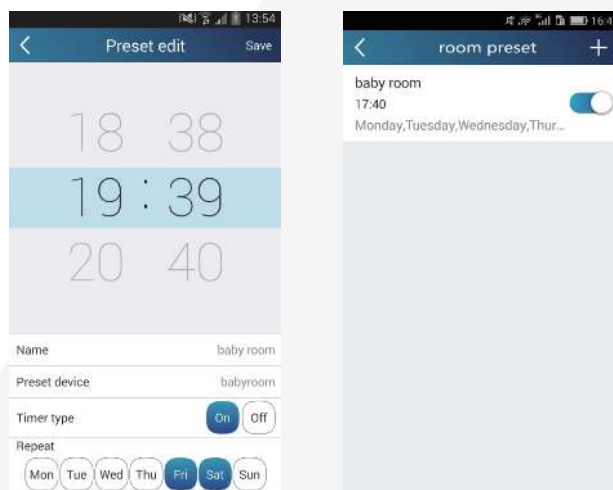 13:54
Preset edit
Save
18 38
19 : 39
20 40
Name
baby room
Preset device
babyroom
Timer type
On
Off
Repeat
Mon Tue Wed Thu Fri Sat Sun
room preset
+
baby room
17:40
Monday,Tuesday,Wednesday,Thur...